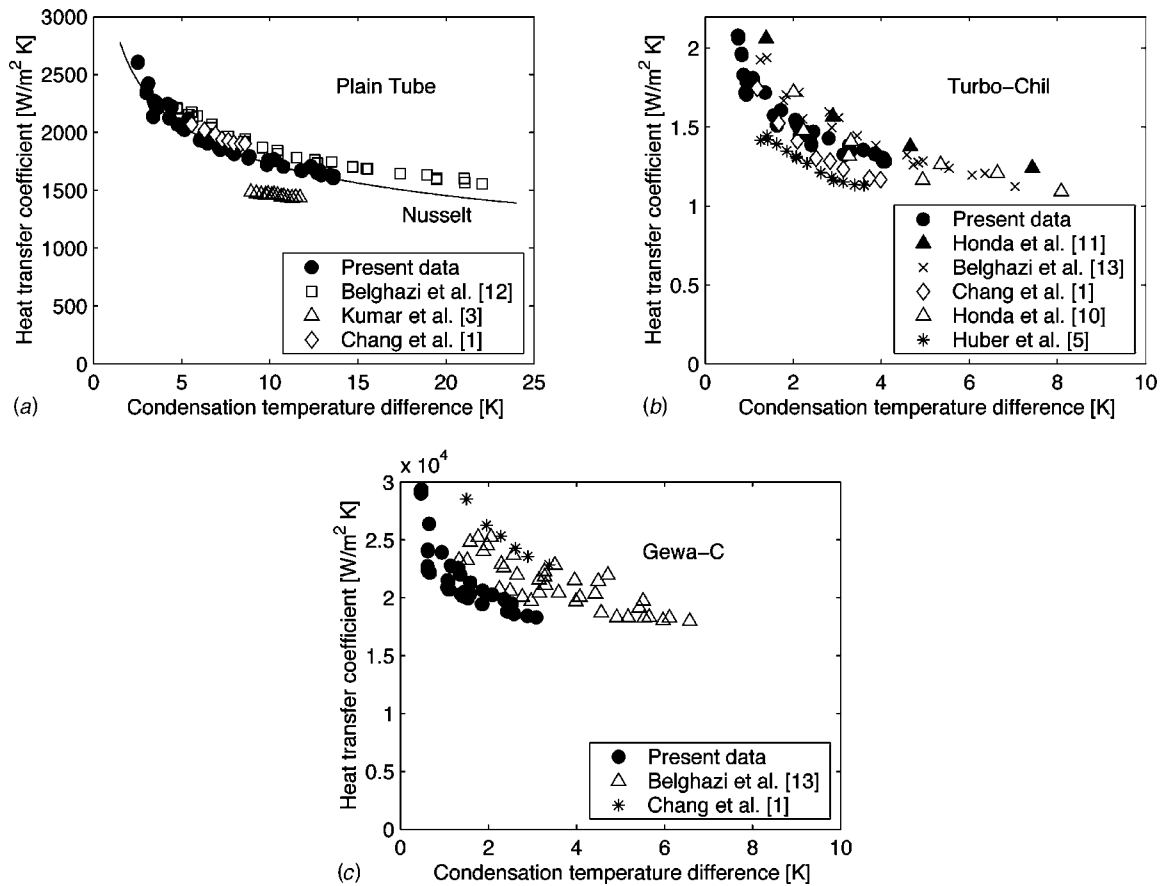 3000
2500
2000
1500
1000
500
0
0
5
10
15
20
25
Heat transfer coefficient [W/m² K]
Condensation temperature difference [K]
Plain Tube
Nusselt
Present data
Belghazi et al. [12]
Kumar et al. [3]
Chang et al. [1]
(a)
2
1.5
1
0.5
0
0
2
4
6
8
10
Heat transfer coefficient [W/m² K]
Condensation temperature difference [K]
Turbo-Chil
Present data
Honda et al. [11]
Belghazi et al. [13]
Chang et al. [1]
Honda et al. [10]
Huber et al. [5]
(b)
x 10⁴
3
2.5
2
1.5
1
0.5
0
0
2
4
6
8
10
Heat transfer coefficient [W/m² K]
Condensation temperature difference [K]
Gewa-C
Present data
Belghazi et al. [13]
Chang et al. [1]
(c)